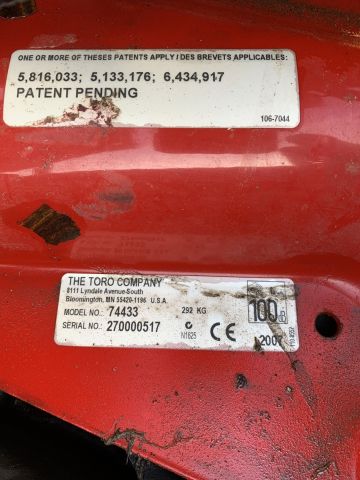 ONE OR MORE OF THESES PATENTS APPLY / DES BREVETS APPLICABLES:
5,816,033; 5,133,176; 6,434,917
PATENT PENDING
106-7044
THE TORO COMPANY
8111 Lyndale Avenue-South
Bloomington, MN 55420-1196 U.S.A.
MODEL NO.: 74433 292 KG
SERIAL NO.: 270000517 N1625 CE
100
2007